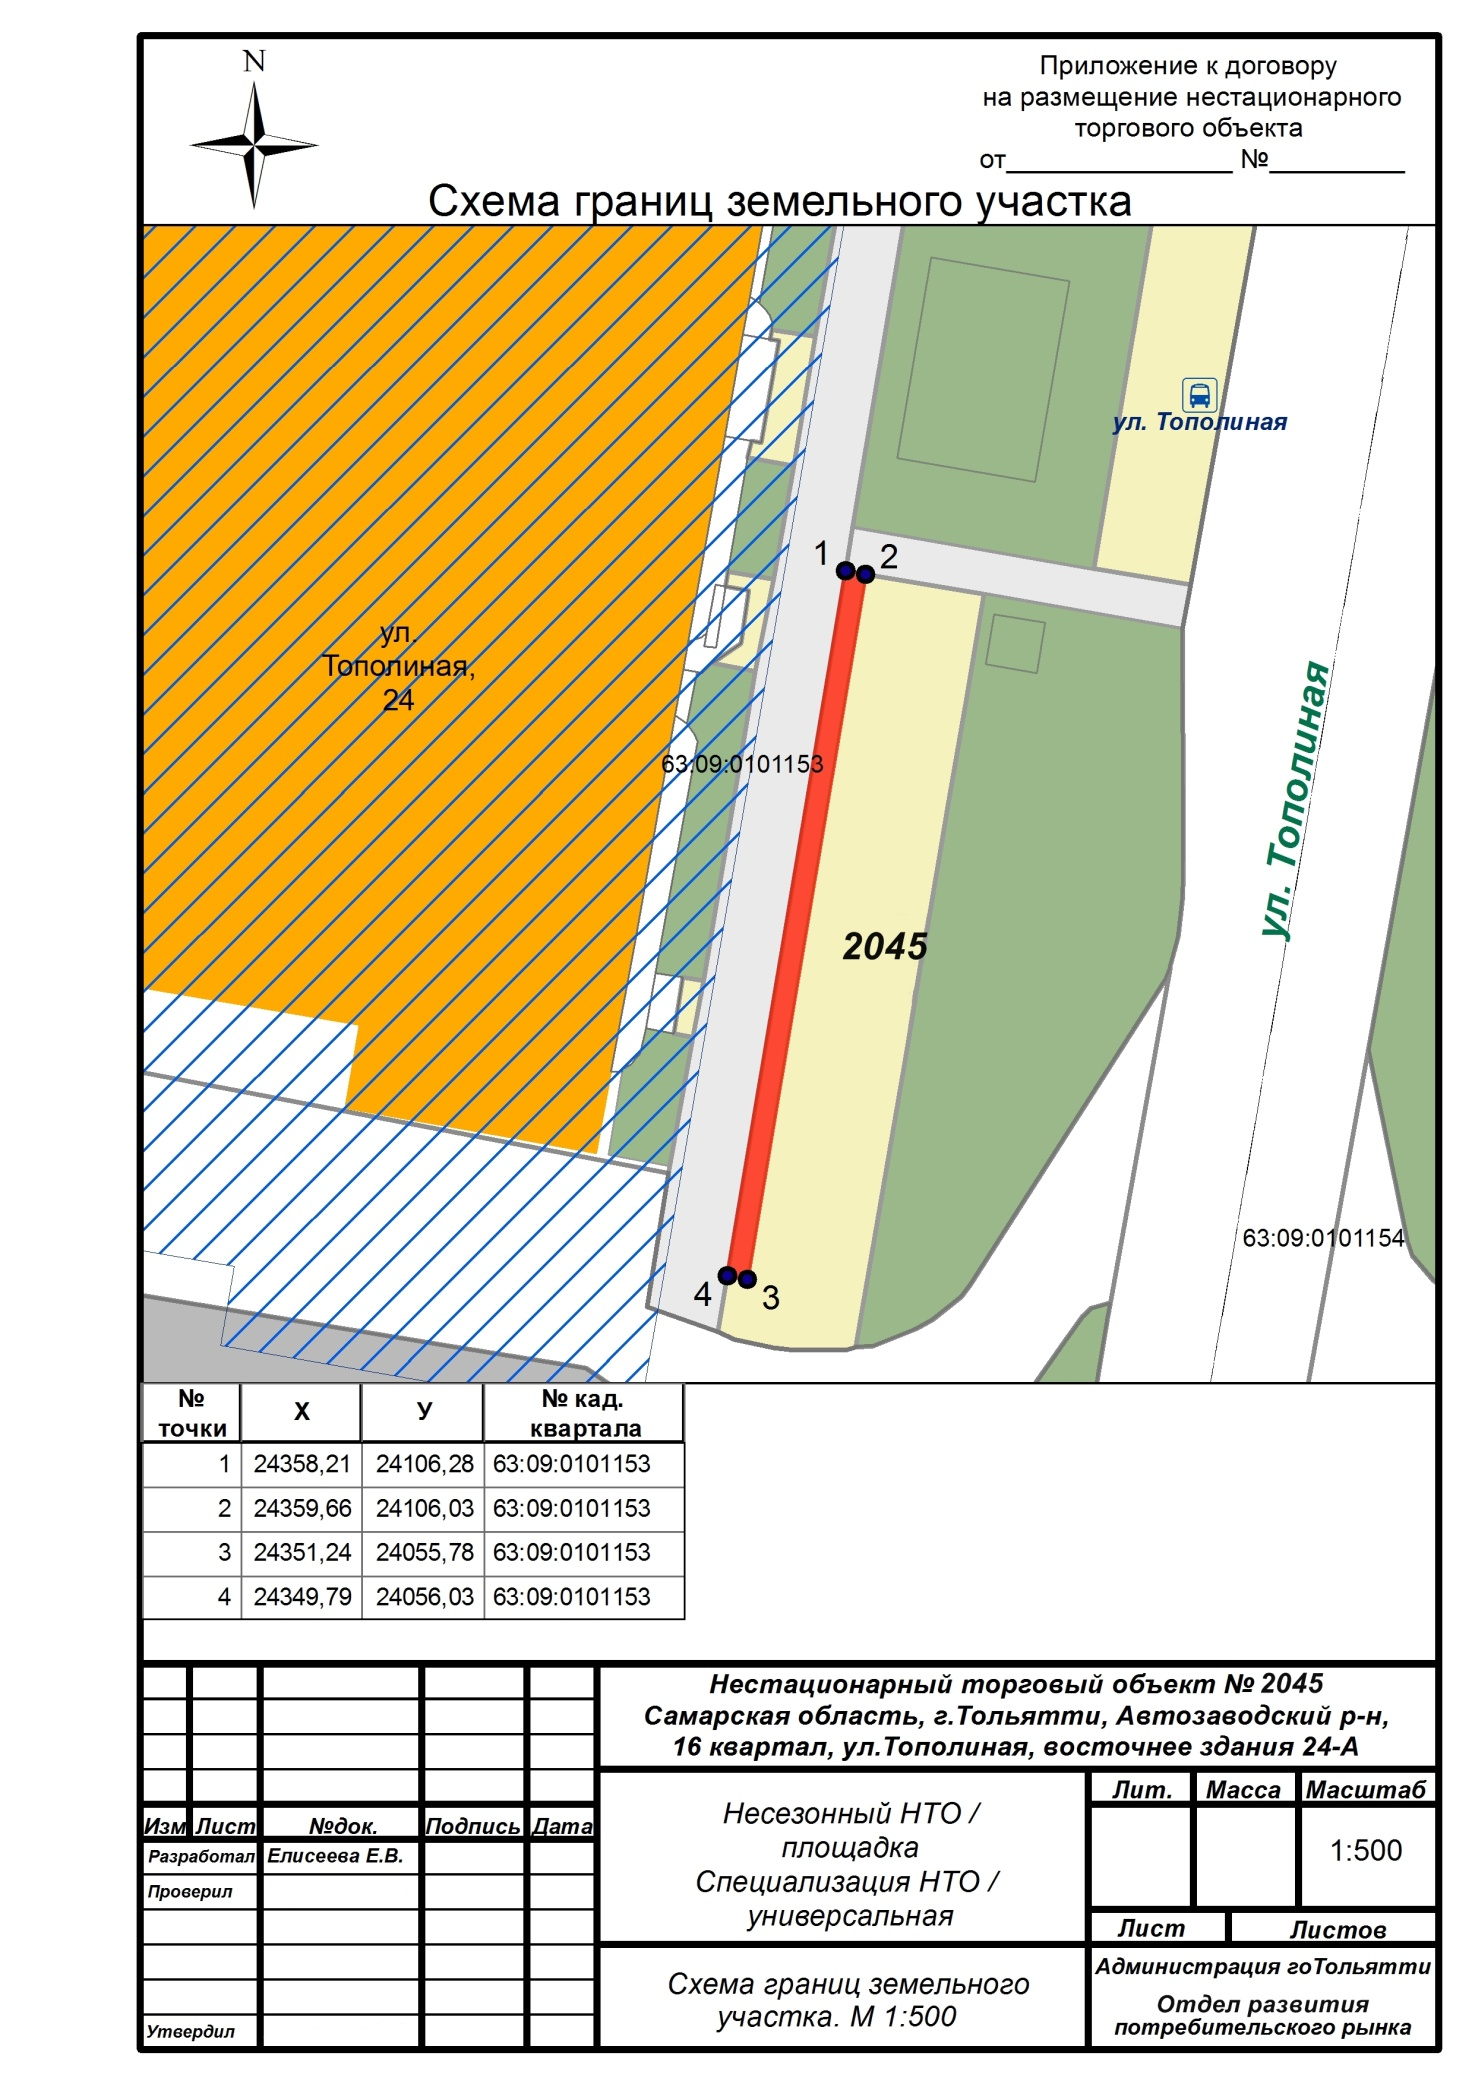 N
Приложение к договору
на размещение нестационарного
торгового объекта
от________________ №_________
Схема границ земельного участка
ул. Тополиная
1
2
ул.
Тополиная,
24
63:09:0101153
ул. Тополиная
2045
63:09:0101154
4
3
№ точки X У № кад. квартала
1 24358,21 24106,28 63:09:0101153
2 24359,66 24106,03 63:09:0101153
3 24351,24 24055,78 63:09:0101153
4 24349,79 24056,03 63:09:0101153
Нестационарный торговый объект № 2045
Самарская область, г.Тольятти, Автозаводский р-н,
16 квартал, ул.Тополиная, восточнее здания 24-А
Лит. Масса Масштаб
Несезонный НТО /
площадка
Специализация НТО /
универсальная
1:500
Изм Лист №док. Подпись Дата
Разработал Елисеева Е.В.
Проверил
Лист Листов
Схема границ земельного
участка. М 1:500
Администрация гоТольятти
Отдел развития
потребительского рынка
Утвердил